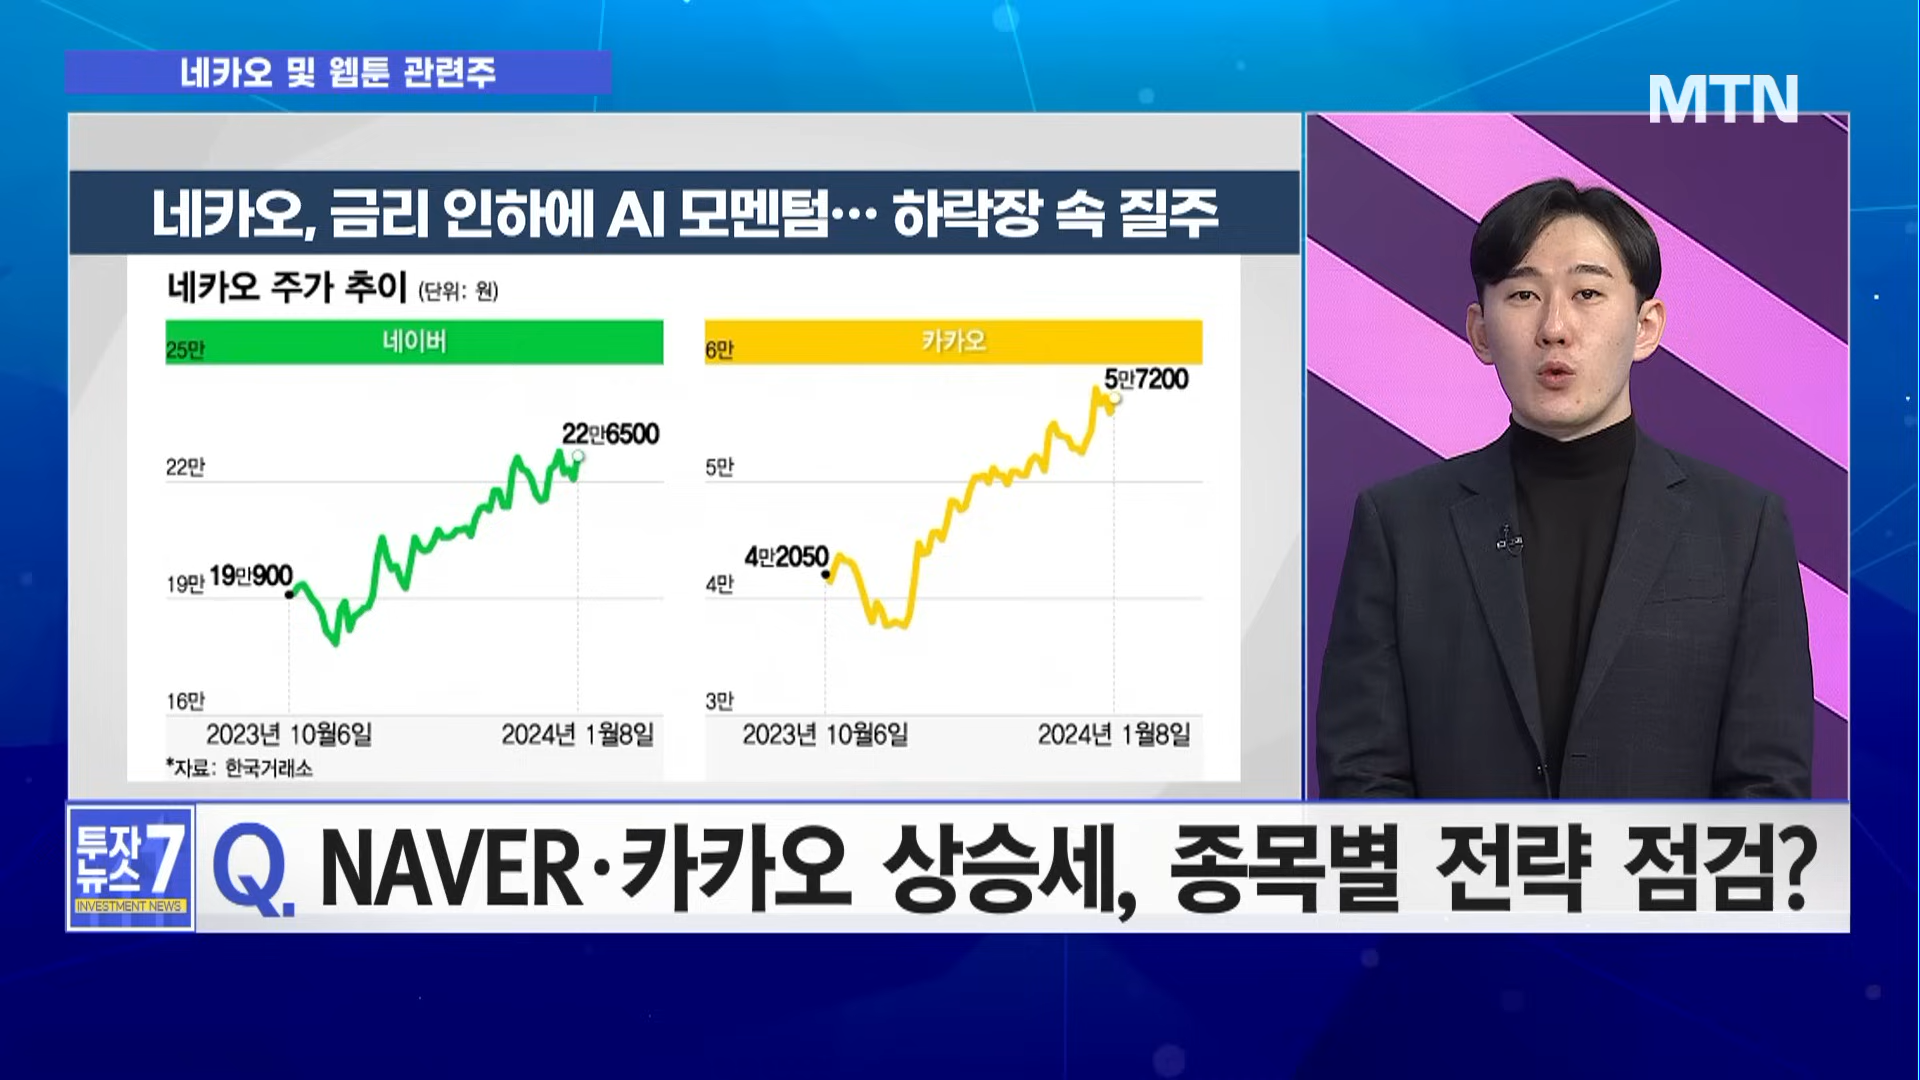 네카오 및 웹툰 관련주
MTN
네카오, 금리 인하에 AI 모멘텀… 하락장 속 질주
네카오 주가 추이 (단위: 원)
네이버
25만
22만6500
22만
19만900
19만
16만
2023년 10월6일 2024년 1월8일
카카오
6만
5만7200
5만
4만2050
4만
3만
2023년 10월6일 2024년 1월8일
*자료: 한국거래소
투자
뉴스7
INVESTMENT NEWS
Q. NAVER·카카오 상승세, 종목별 전략 점검?